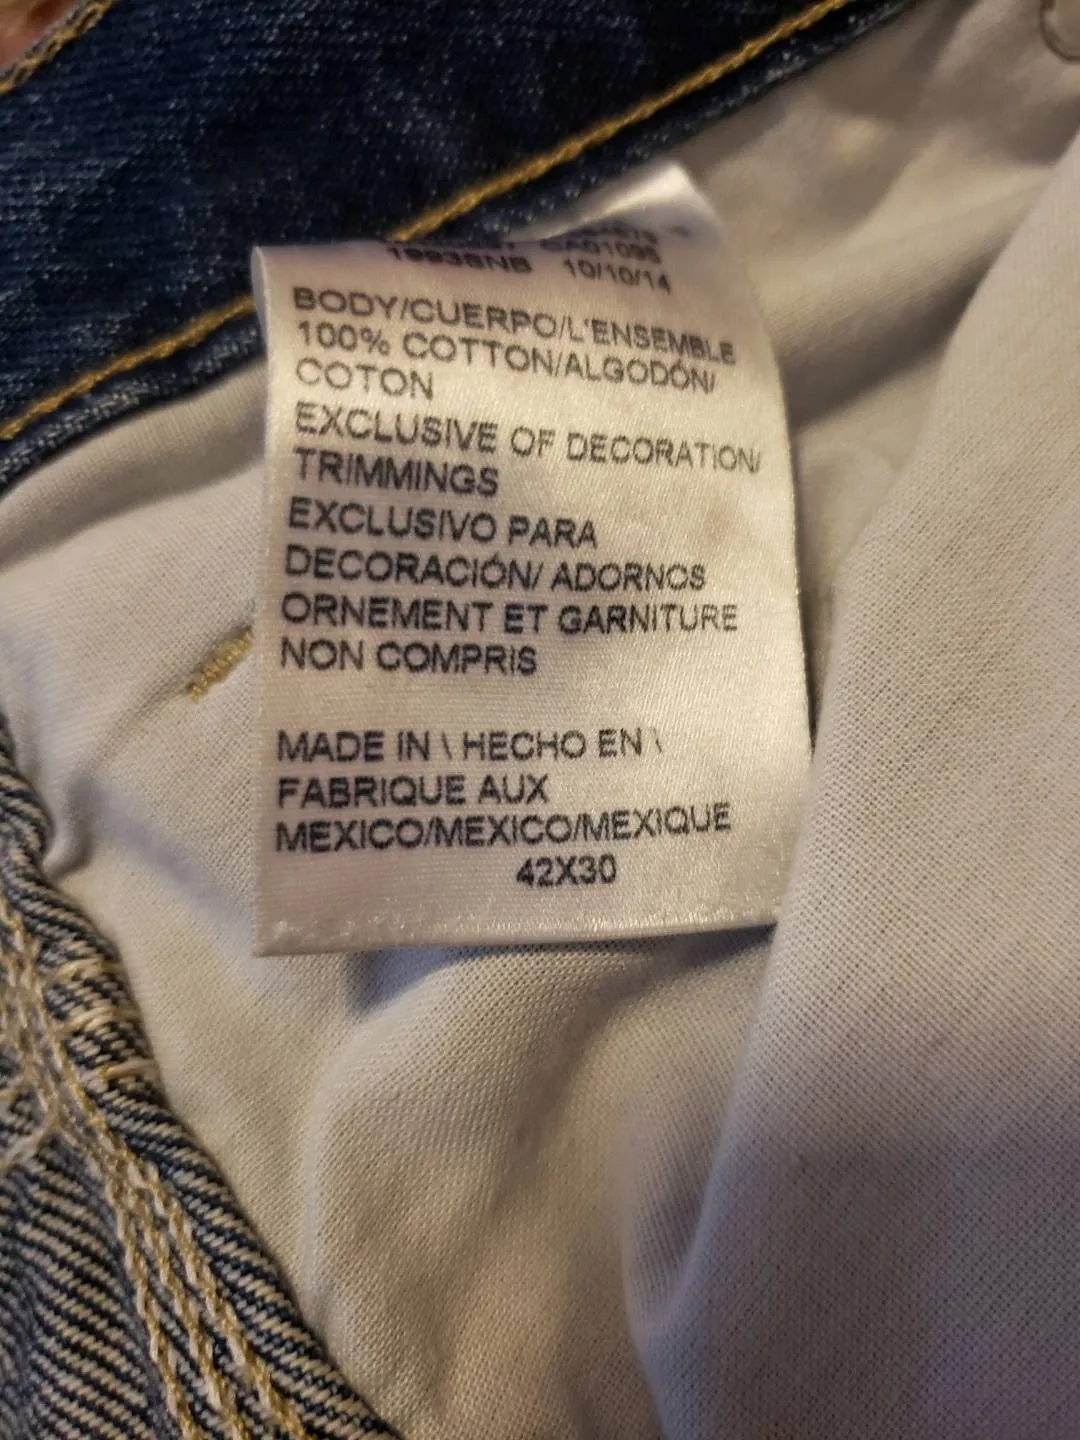 CA01095
1993SNB 10/10/14
BODY/CUERPO/L'ENSEMBLE
100% COTTON/ALGODÓN/
COTON
EXCLUSIVE OF DECORATION/
TRIMMINGS
EXCLUSIVO PARA
DECORACIÓN/ ADORNOS
ORNEMENT ET GARNITURE
NON COMPRIS
MADE IN \ HECHO EN \
FABRIQUE AUX
MEXICO/MEXICO/MEXIQUE
42X30